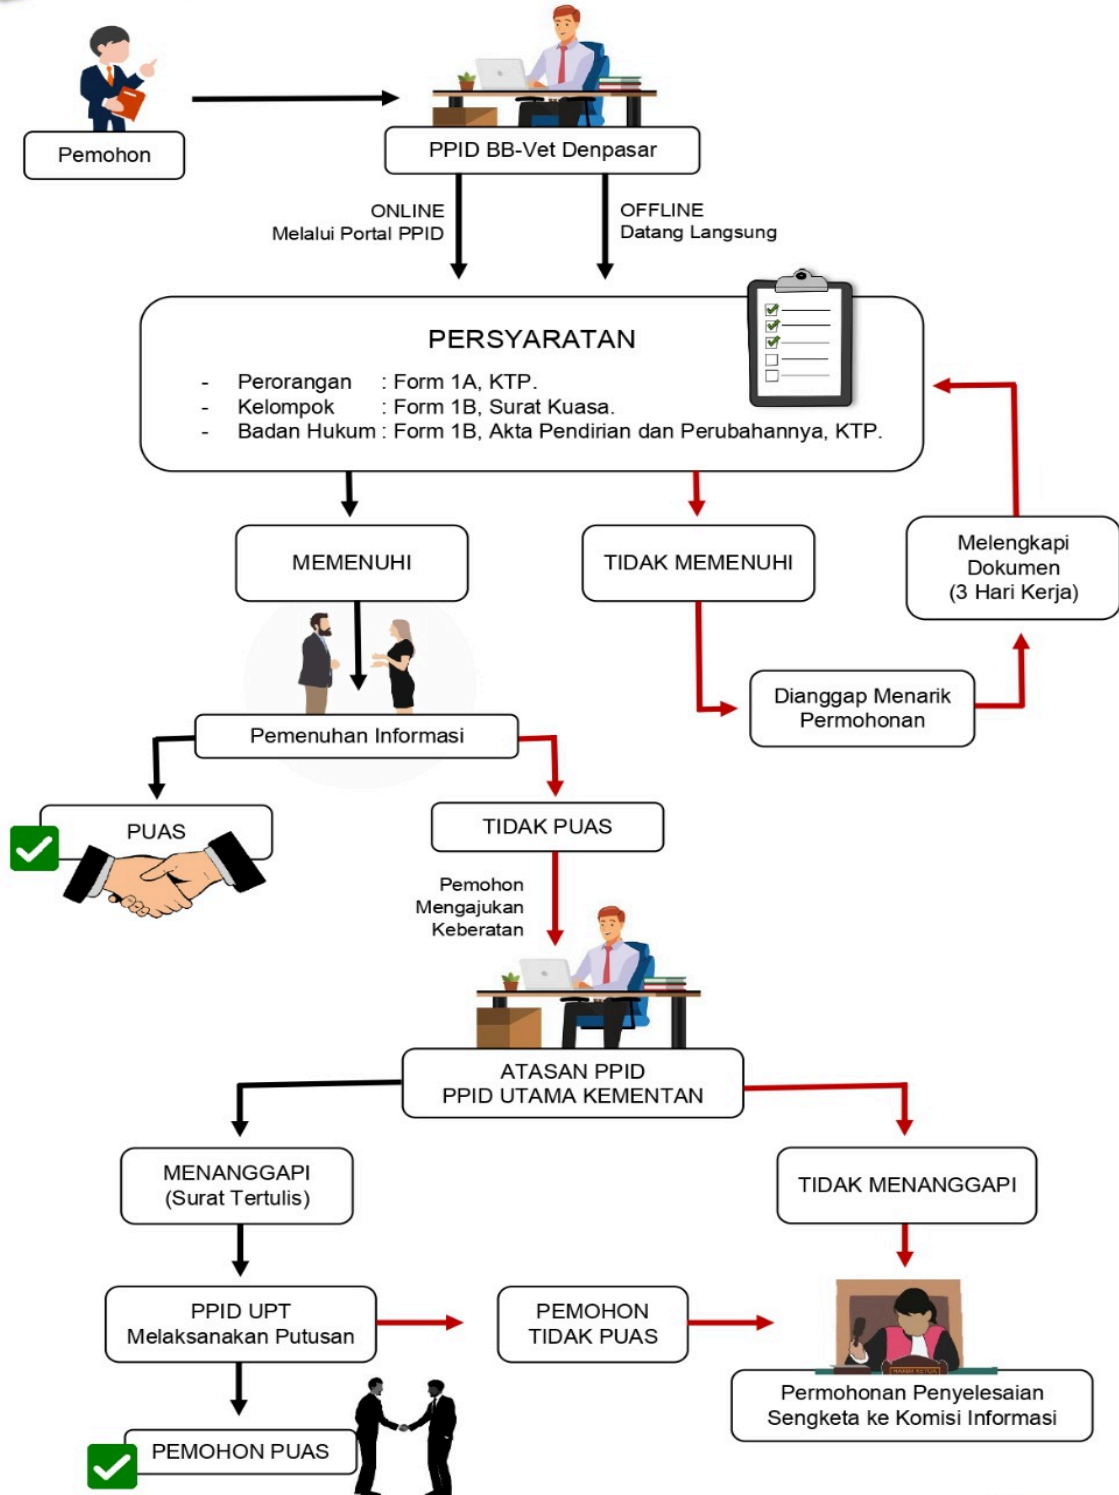 Pemohon
PPID BB-Vet Denpasar
ONLINE
Melalui Portal PPID
OFFLINE
Datang Langsung
PERSYARATAN
- Perorangan : Form 1A, KTP.
- Kelompok : Form 1B, Surat Kuasa.
- Badan Hukum : Form 1B, Akta Pendirian dan Perubahannya, KTP.
MEMENUHI
TIDAK MEMENUHI
Melengkapi
Dokumen
(3 Hari Kerja)
Dianggap Menarik
Permohonan
Pemenuhan Informasi
PUAS
TIDAK PUAS
Pemohon
Mengajukan
Keberatan
ATASAN PPID
PPID UTAMA KEMENTAN
MENANGGAPI
(Surat Tertulis)
TIDAK MENANGGAPI
PPID UPT
Melaksanakan Putusan
PEMOHON
TIDAK PUAS
HAKIM KETUA
Permohonan Penyelesaian
Sengketa ke Komisi Informasi
PEMOHON PUAS